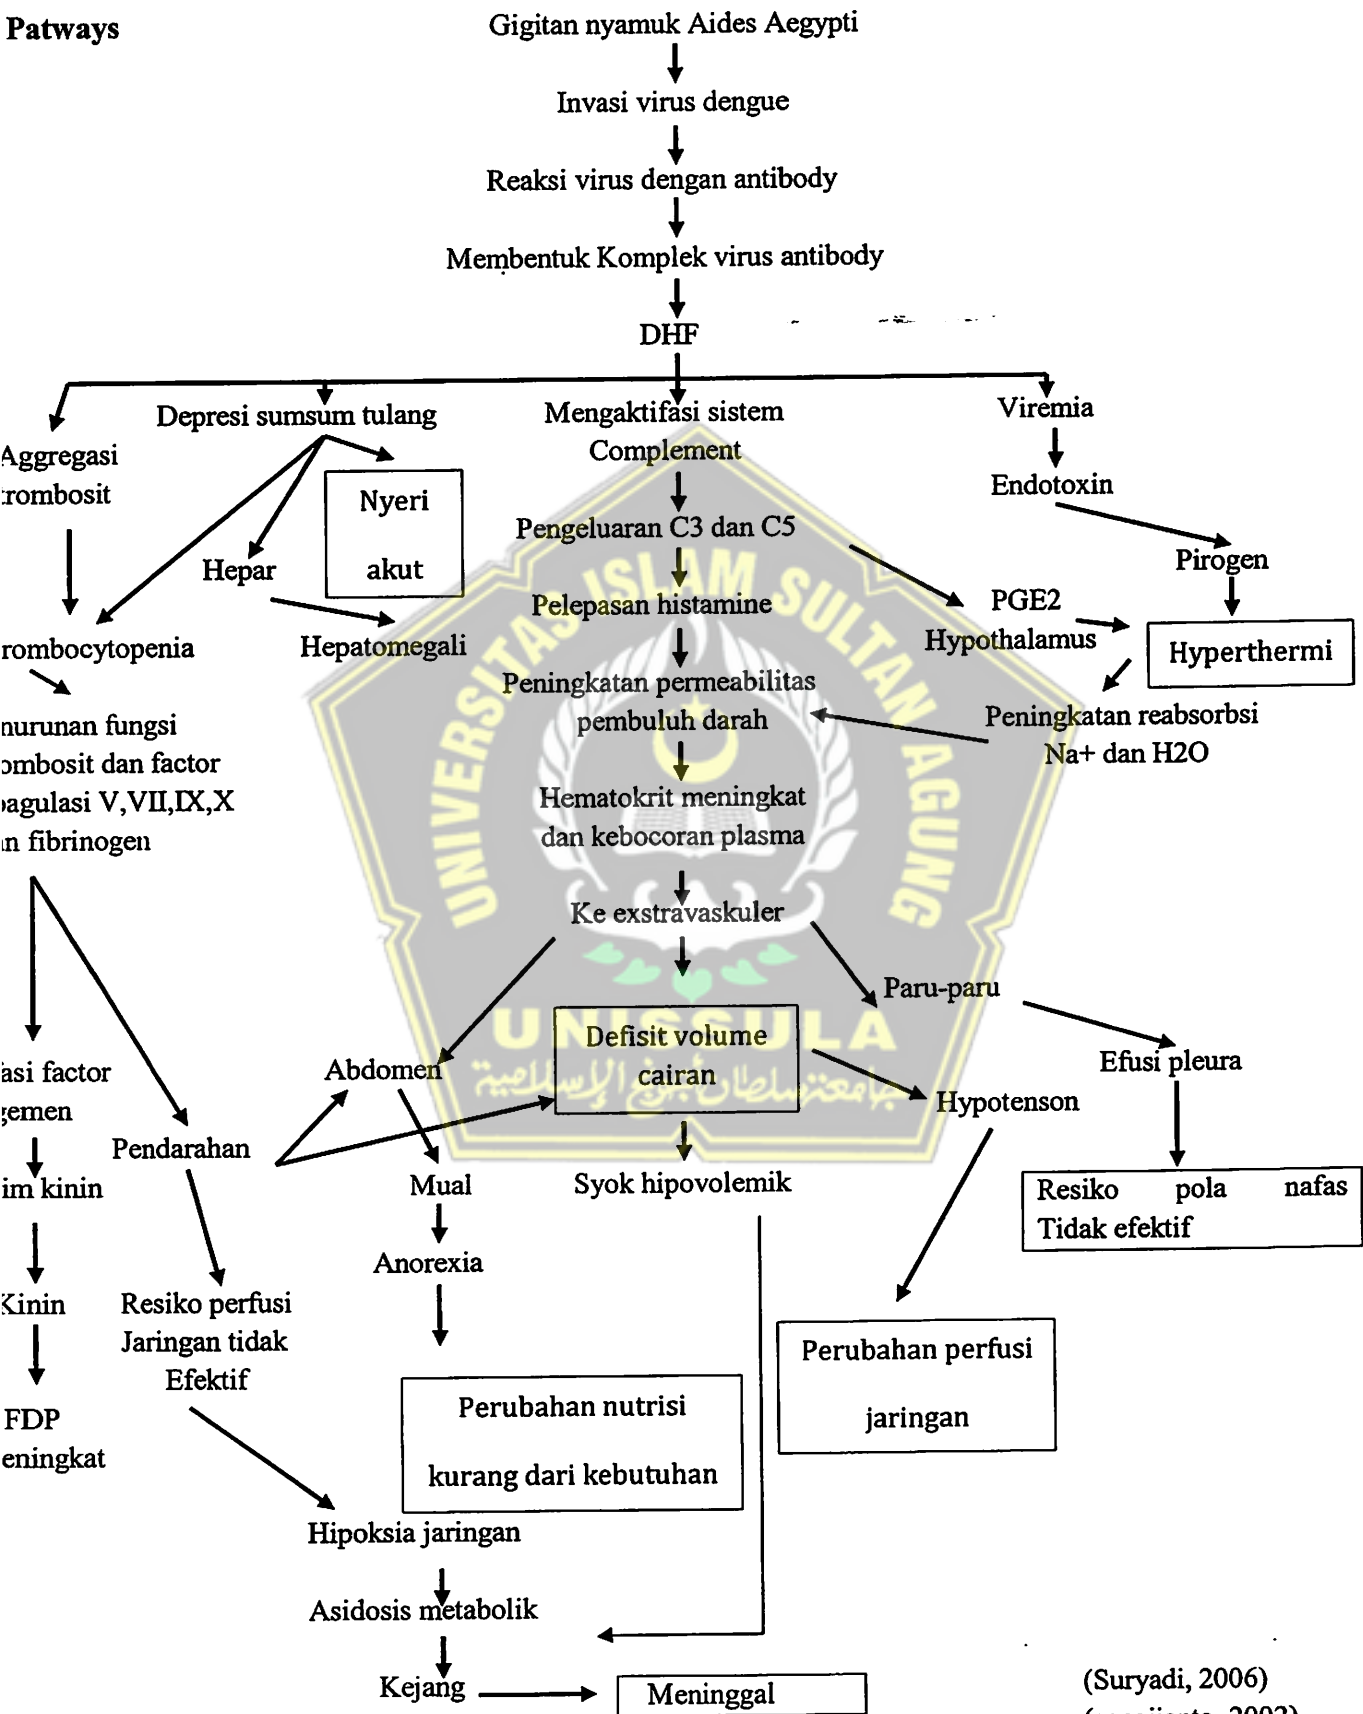 Patways
Gigitan nyamuk Aides Aegypti
Invasi virus dengue
Reaksi virus dengan antibody
Membentuk Komplek virus antibody
DHF
Depresi sumsum tulang
Mengaktifasi sistem
Complement
Viremia
Aggregasi
trombosit
Nyeri
akut
Endotoxin
Pengeluaran C3 dan C5
Hepar
Pirogen
Pelepasan histamine
PGE2
Hypothalamus
Hyperthermi
rombocytopenia
Hepatomegali
Peningkatan permeabilitas
pembuluh darah
Peningkatan reabsorbsi
Na+ dan H2O
nurunan fungsi
ombosit dan factor
agulasi V,VII,IX,X
n fibrinogen
Hematokrit meningkat
dan kebocoran plasma
Ke exstravaskuler
Paru-paru
Defisit volume
cairan
Abdomen
Efusi pleura
Hypotenson
asi factor
gemen
Pendarahan
im kinin
Mual
Syok hipovolemik
Resiko pola nafas
Tidak efektif
Anorexia
Kinin
Resiko perfusi
Jaringan tidak
Efektif
Perubahan perfusi
jaringan
Perubahan nutrisi
kurang dari kebutuhan
FDP
eningkat
Hipoksia jaringan
Asidosis metabolik
Kejang
Meninggal
(Suryadi, 2006)
UNIVERSITAS ISLAM SULTAN AGUNG
UNISSULA
جامعتسلطان أبجونج الإسلامية